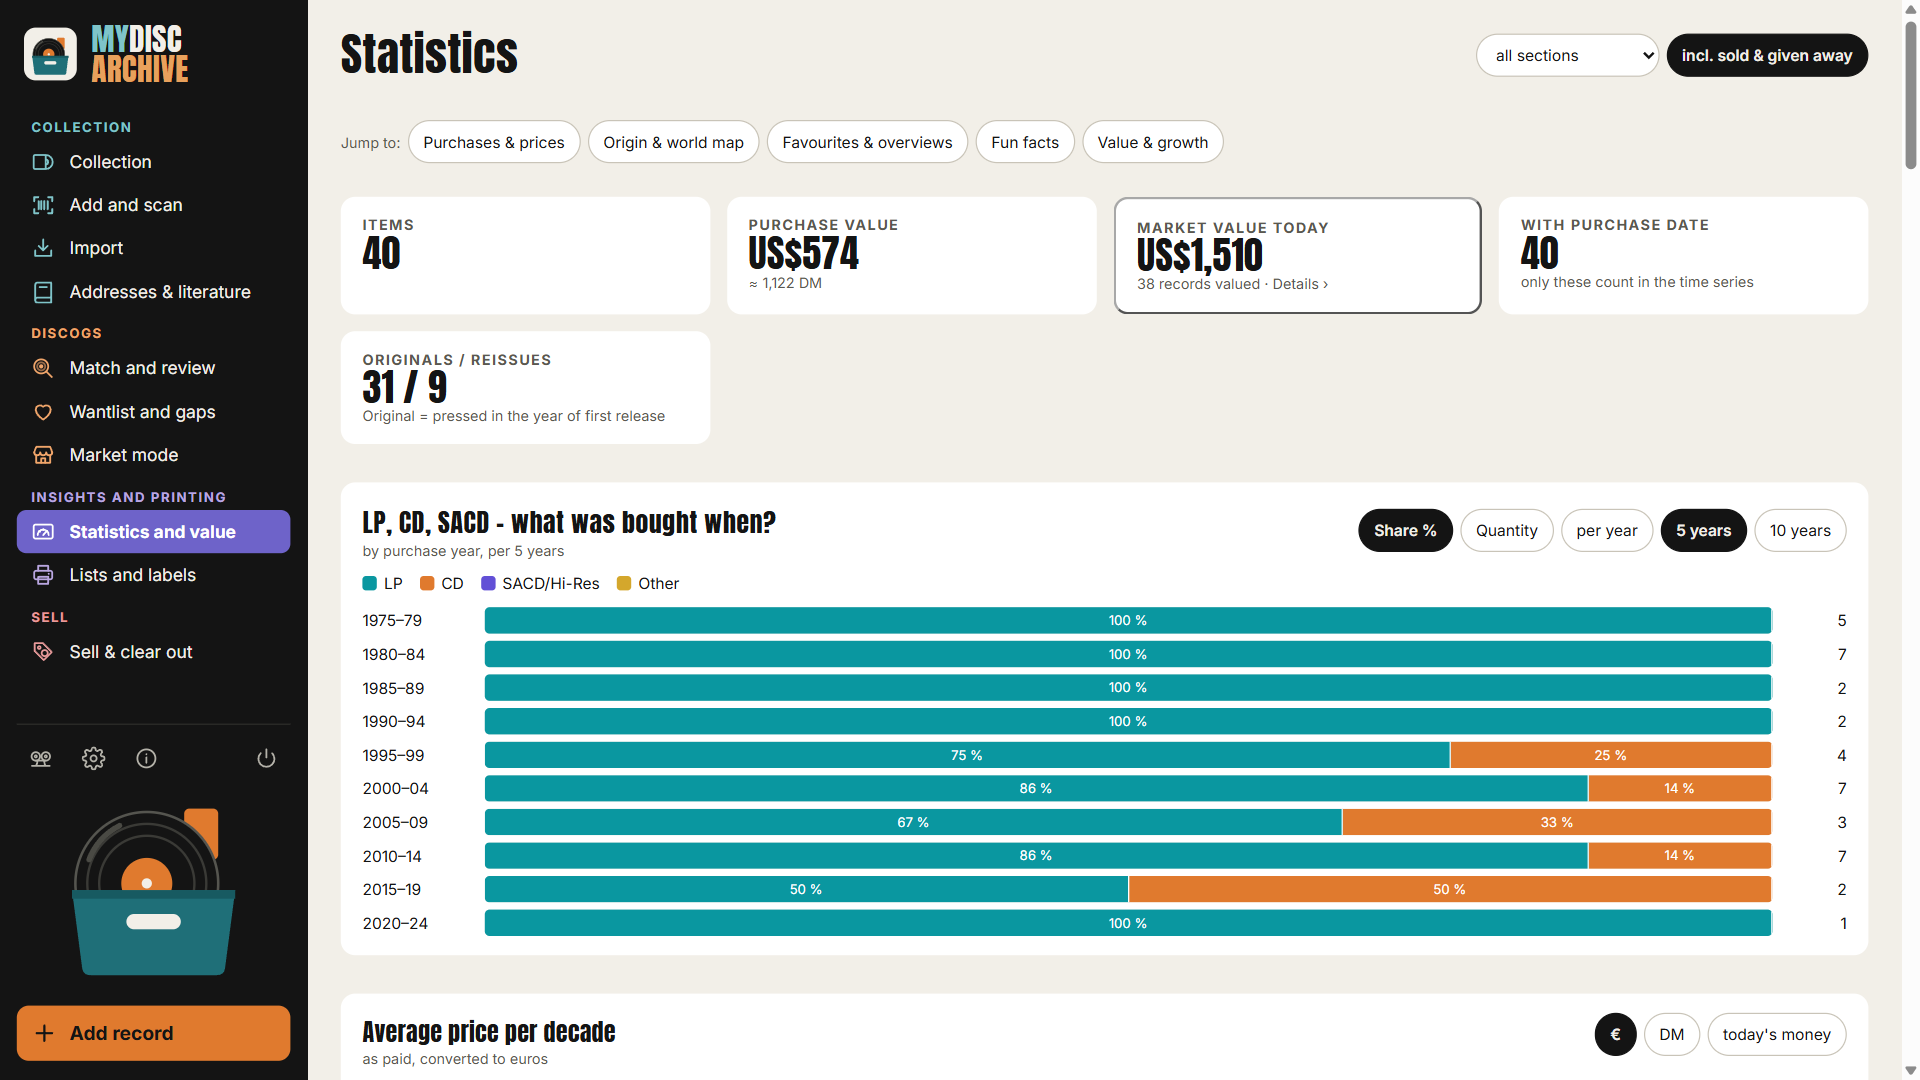 MYDISC
ARCHIVE
COLLECTION
Collection
Add and scan
Import
Addresses & literature
DISCOGS
Match and review
Wantlist and gaps
Market mode
INSIGHTS AND PRINTING
Statistics and value
Lists and labels
SELL
Sell & clear out
Add record
Statistics
all sections
incl. sold & given away
Jump to: Purchases & prices Origin & world map Favourites & overviews Fun facts Value & growth
ITEMS
40
PURCHASE VALUE
US$574
≈ 1,122 DM
MARKET VALUE TODAY
US$1,510
38 records valued · Details ›
WITH PURCHASE DATE
40
only these count in the time series
ORIGINALS / REISSUES
31 / 9
Original = pressed in the year of first release
LP, CD, SACD - what was bought when?
by purchase year, per 5 years
Share % Quantity per year 5 years 10 years
LP CD SACD/Hi-Res Other
1975–79 100 % 5
1980–84 100 % 7
1985–89 100 % 2
1990–94 100 % 2
1995–99 75 % 25 % 4
2000–04 86 % 14 % 7
2005–09 67 % 33 % 3
2010–14 86 % 14 % 7
2015–19 50 % 50 % 2
2020–24 100 % 1
Average price per decade
as paid, converted to euros
€ DM today's money